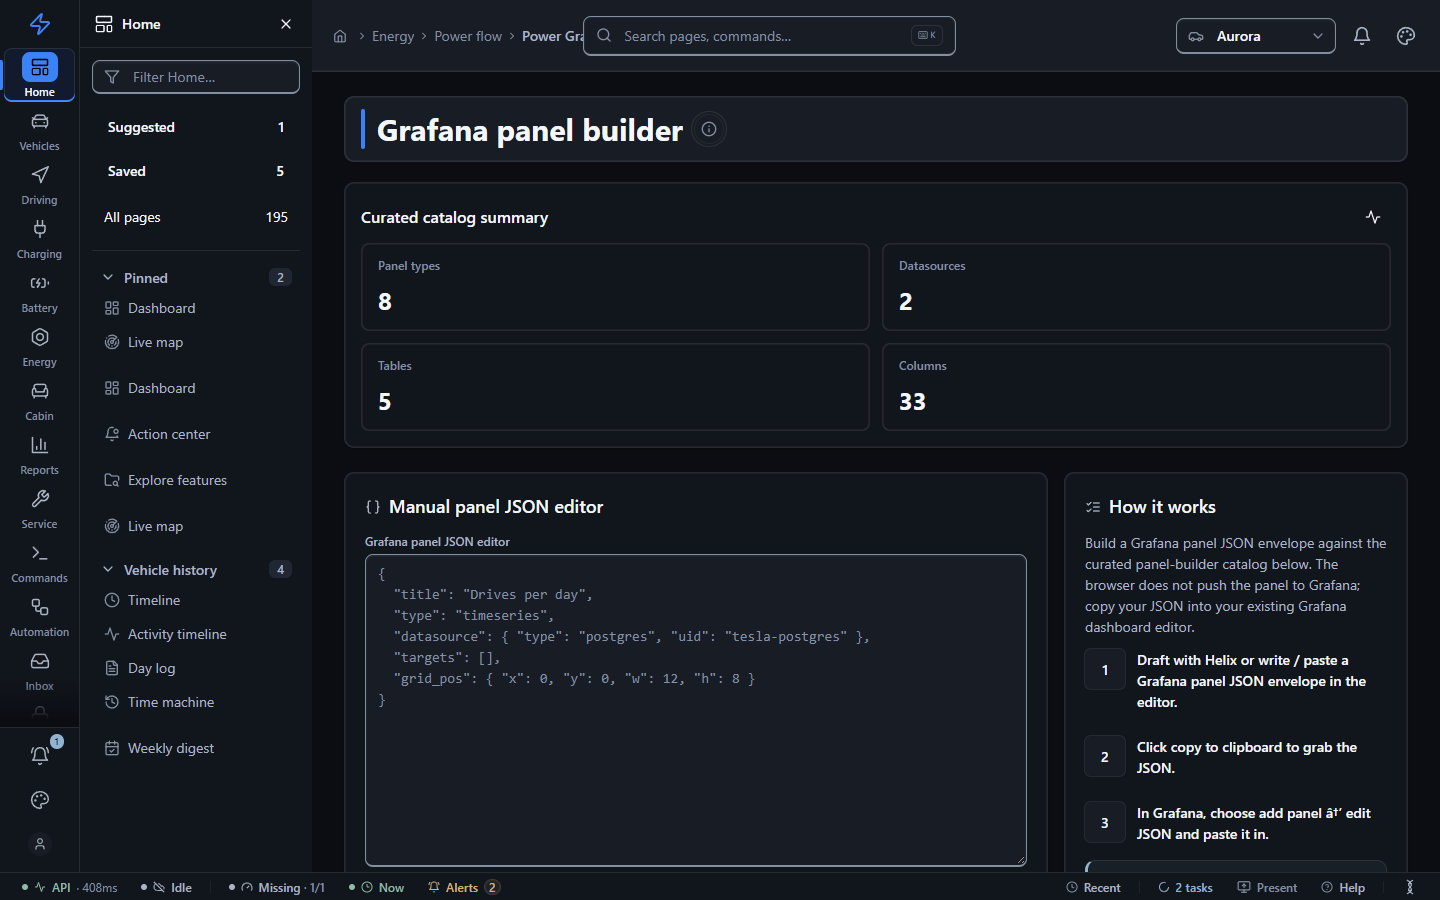 Home
Vehicles
Driving
Charging
Battery
Energy
Cabin
Reports
Service
Commands
Automation
Inbox
1
Home
Filter Home...
Suggested 1
Saved 5
All pages 195
Pinned 2
Dashboard
Live map
Dashboard
Action center
Explore features
Live map
Vehicle history 4
Timeline
Activity timeline
Day log
Time machine
Weekly digest
Energy > Power flow > Power Gra
Search pages, commands... K
Aurora
Grafana panel builder
Curated catalog summary
Panel types
8
Datasources
2
Tables
5
Columns
33
Manual panel JSON editor
Grafana panel JSON editor
{
"title": "Drives per day",
"type": "timeseries",
"datasource": { "type": "postgres", "uid": "tesla-postgres" },
"targets": [],
"grid_pos": { "x": 0, "y": 0, "w": 12, "h": 8 }
}
How it works
Build a Grafana panel JSON envelope against the
curated panel-builder catalog below. The
browser does not push the panel to Grafana;
copy your JSON into your existing Grafana
dashboard editor.
1
Draft with Helix or write / paste a
Grafana panel JSON envelope in the
editor.
2
Click copy to clipboard to grab the
JSON.
3
In Grafana, choose add panel â†’ edit
JSON and paste it in.
API · 408ms
Idle
Missing · 1/1
Now
Alerts 2
Recent
2 tasks
Present
Help